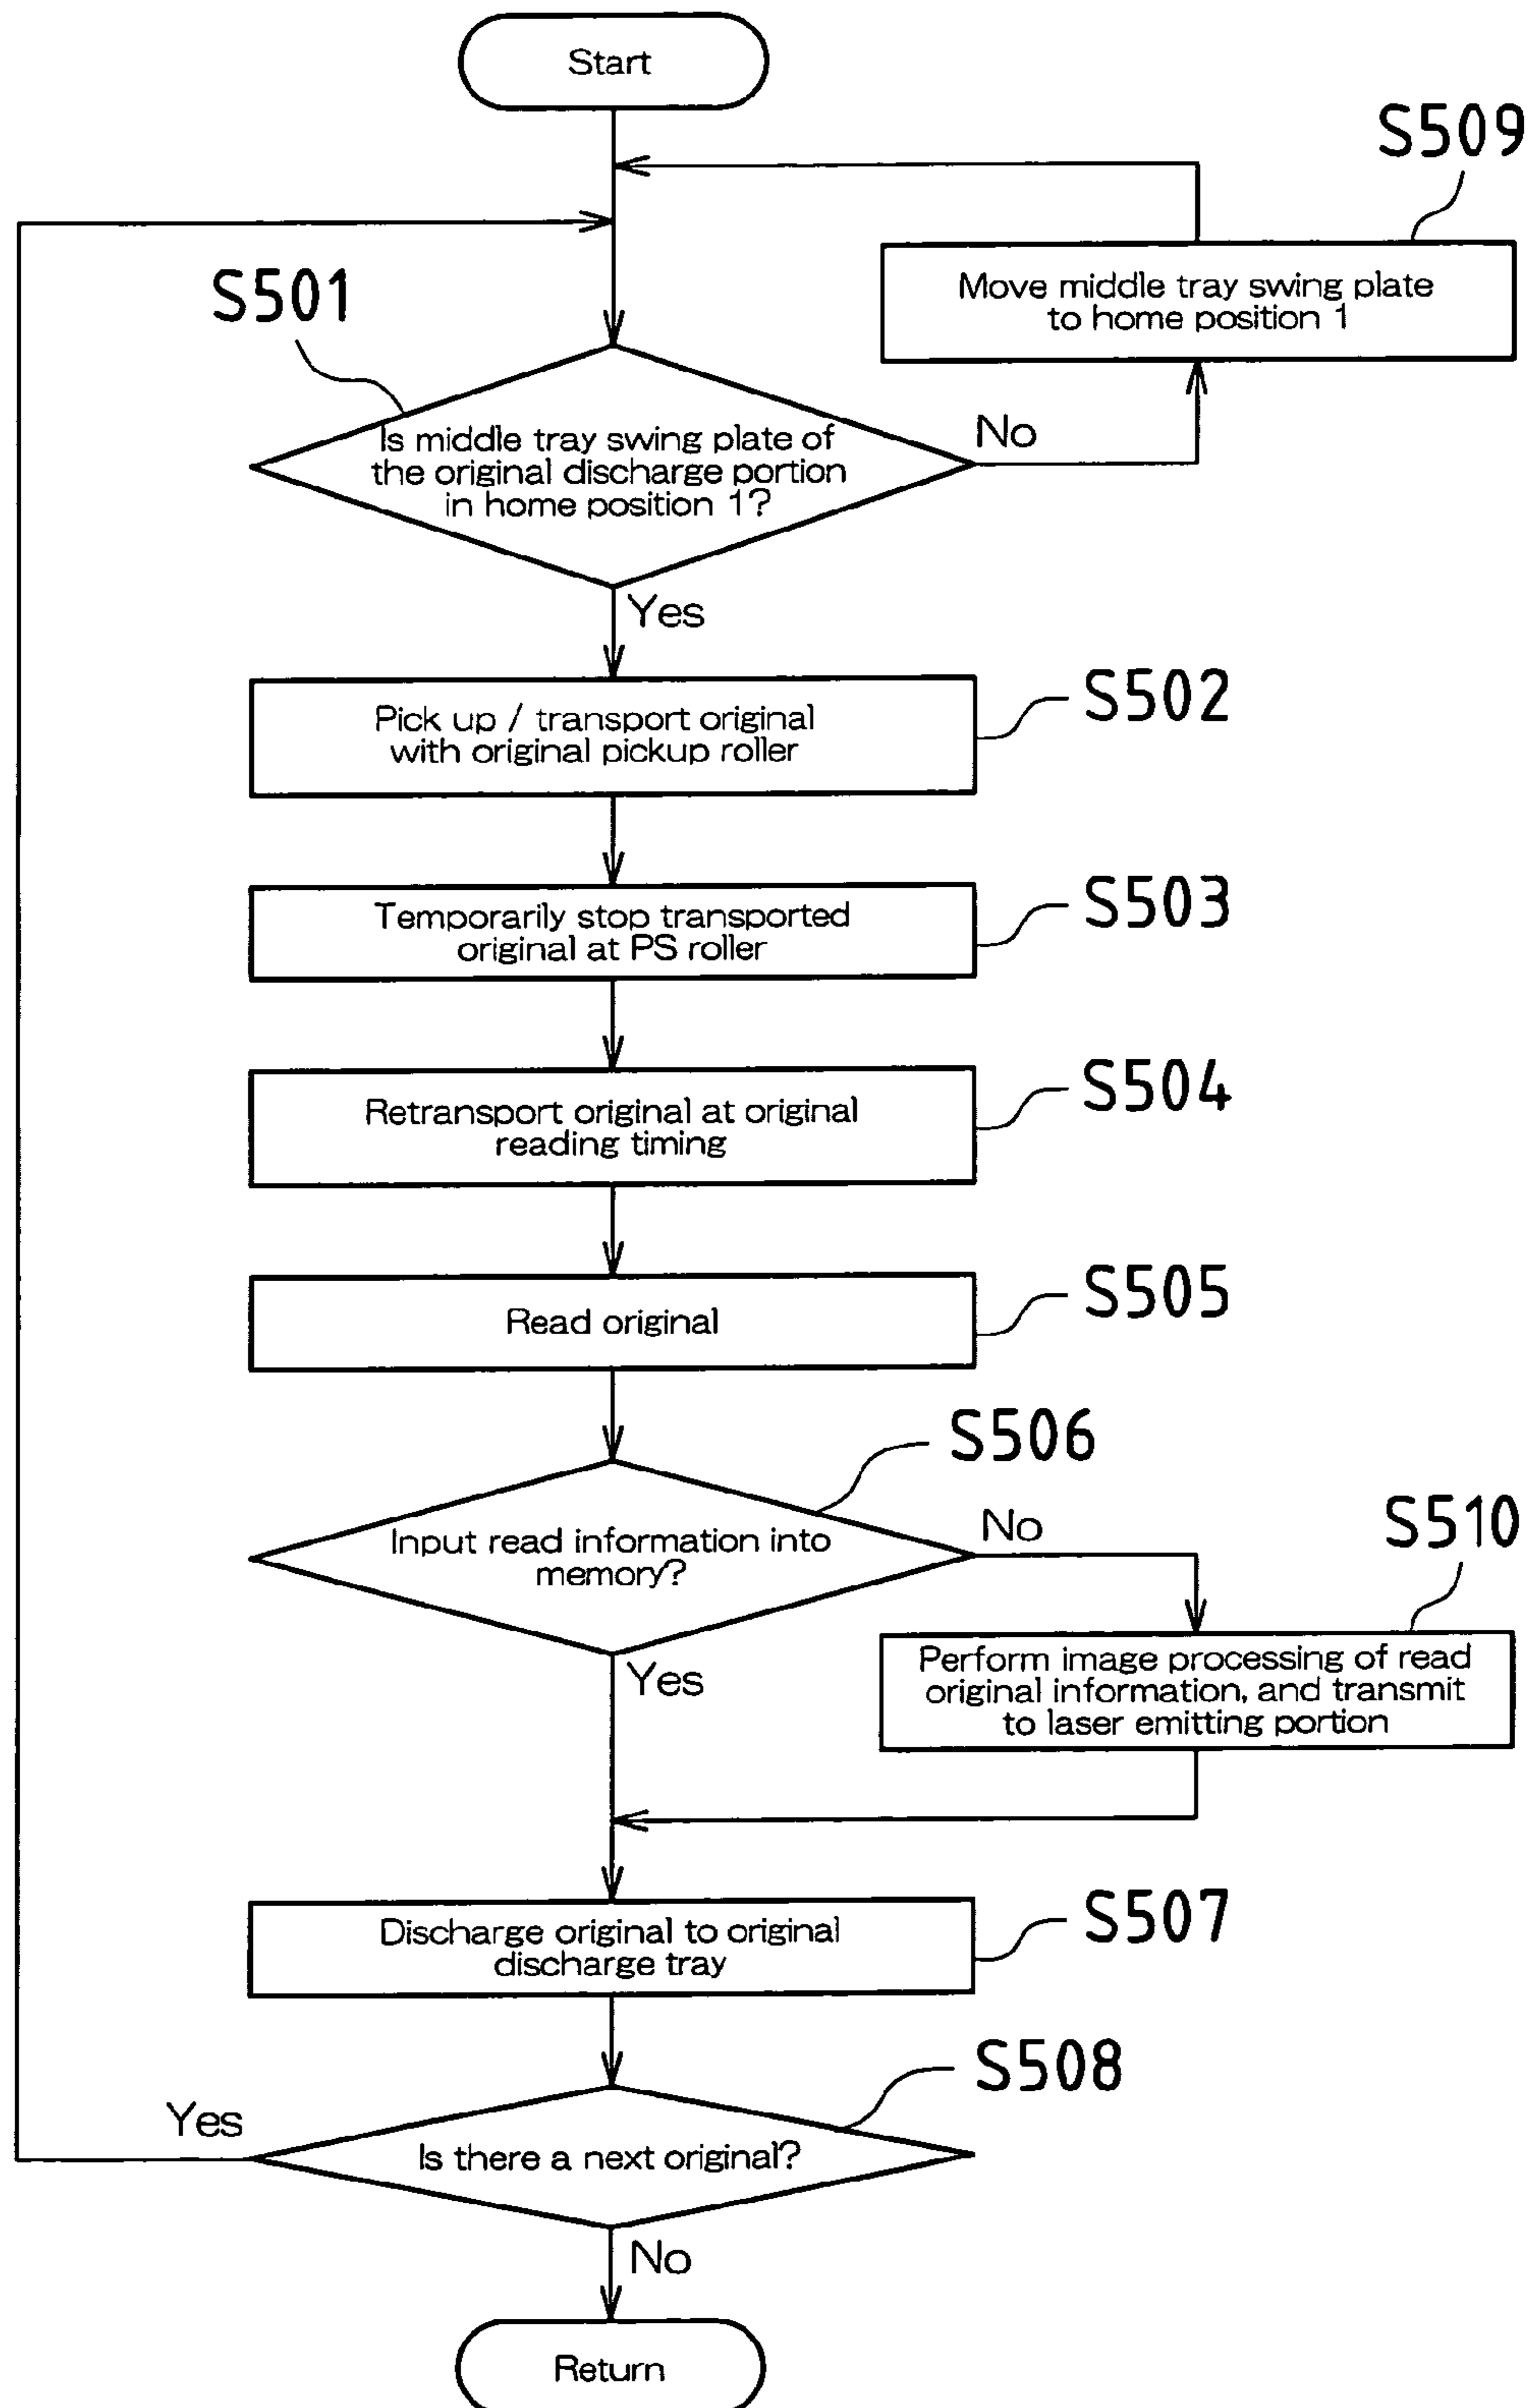 Start
S509
Move middle tray swing plate
to home position 1
S501
Is middle tray swing plate of
the original discharge portion
in home position 1?
No
Yes
Pick up / transport original
with original pickup roller
S502
Temporarily stop transported
original at PS roller
S503
Retransport original at original
reading timing
S504
Read original
S505
S506
Input read information into
memory?
No
S510
Perform image processing of read
original information, and transmit
to laser emitting portion
Yes
Discharge original to original
discharge tray
S507
S508
Is there a next original?
Yes
No
Return